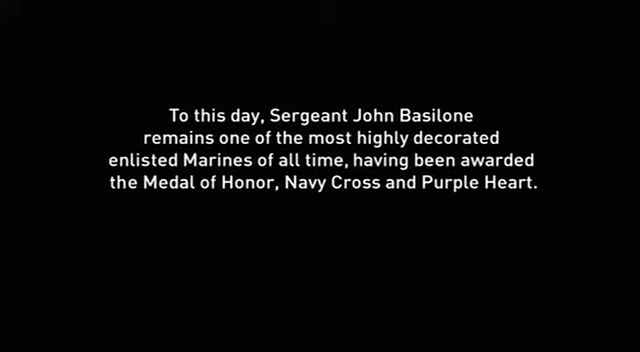 To this day, Sergeant John Basilone
remains one of the most highly decorated
enlisted Marines of all time, having been awarded
the Medal of Honor, Navy Cross and Purple Heart.